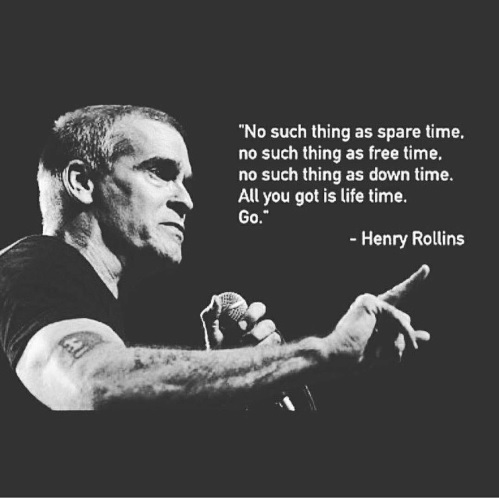 "No such thing as spare time,
no such thing as free time,
no such thing as down time.
All you got is life time.
Go."
- Henry Rollins